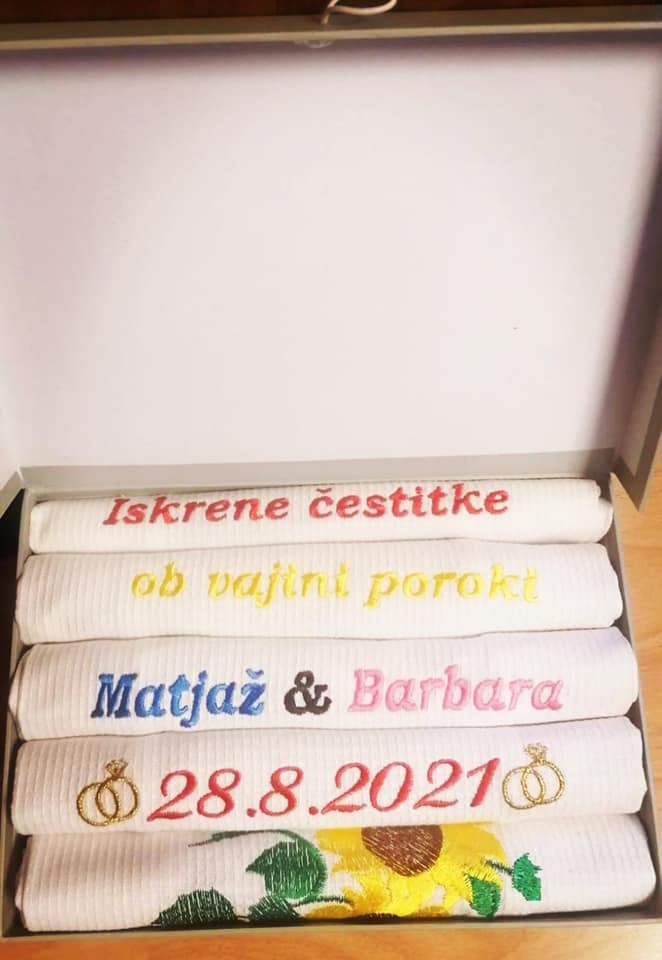 Iskrene čestitke
ob vajini poroki
Matjaž & Barbara
28.8.2021